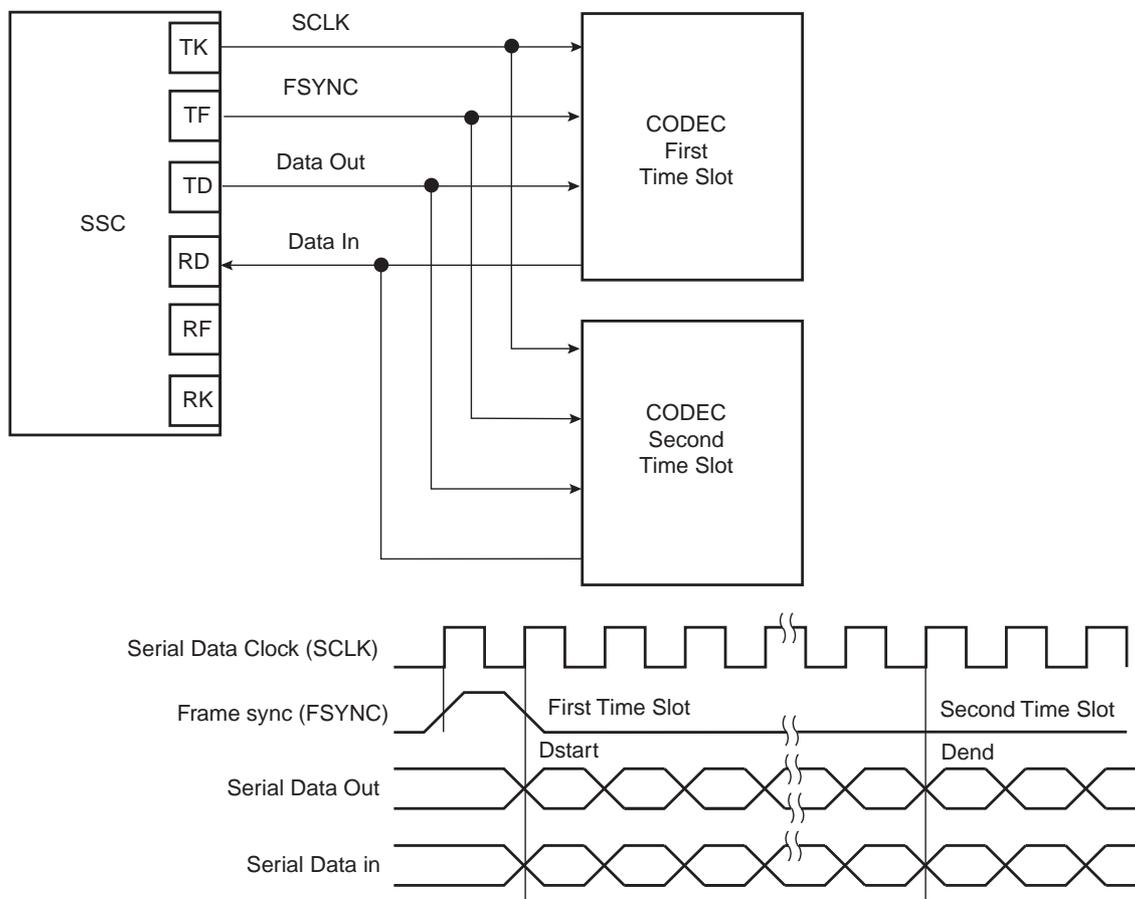 SSC
TK
TF
TD
RD
RF
RK
SCLK
FSYNC
Data Out
Data In
CODEC
First
Time Slot
CODEC
Second
Time Slot
Serial Data Clock (SCLK)
Frame sync (FSYNC)
First Time Slot
Second Time Slot
Dstart
Dend
Serial Data Out
Serial Data in